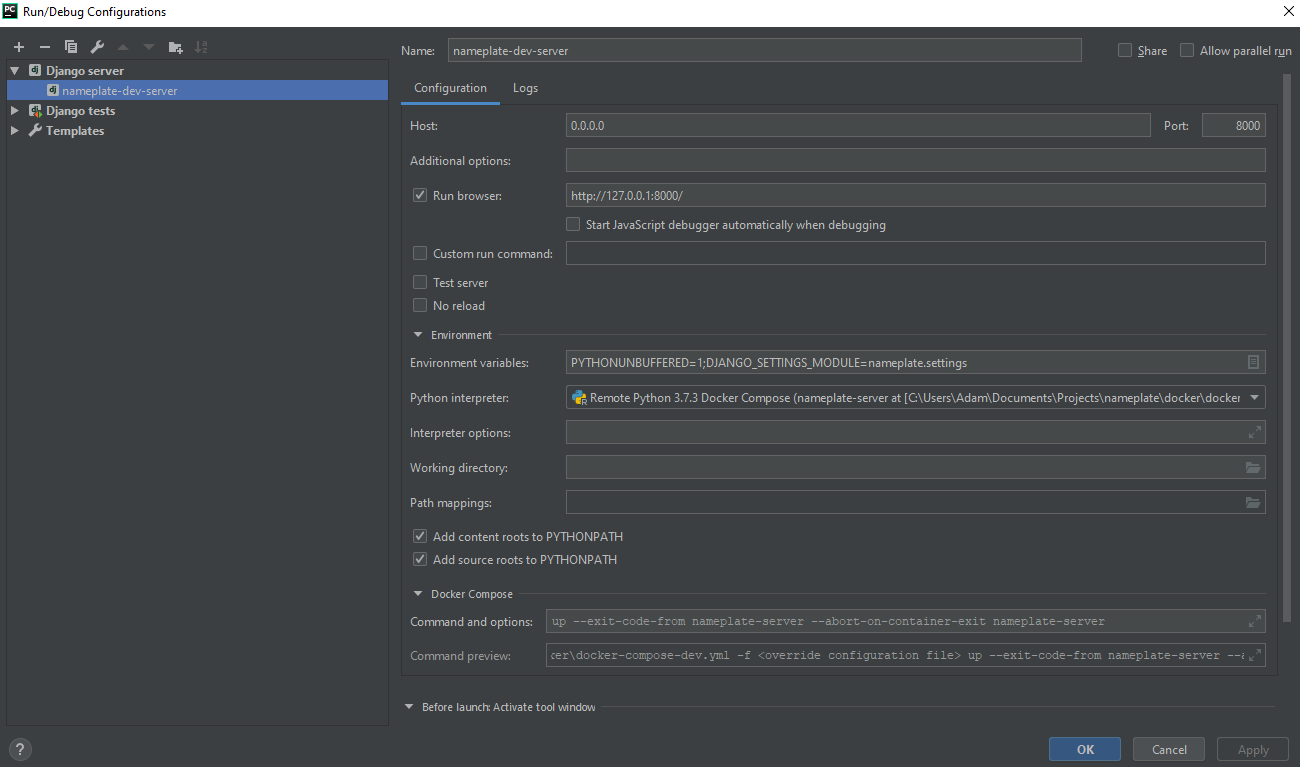 PC Run/Debug Configurations
Django server
nameplate-dev-server
Django tests
Templates
Name: nameplate-dev-server Share Allow parallel run
Configuration Logs
Host: 0.0.0.0 Port: 8000
Additional options:
Run browser: http://127.0.0.1:8000/
Start JavaScript debugger automatically when debugging
Custom run command:
Test server
No reload
Environment
Environment variables: PYTHONUNBUFFERED=1;DJANGO_SETTINGS_MODULE=nameplate.settings
Python interpreter: Remote Python 3.7.3 Docker Compose (nameplate-server at [C:\Users\Adam\Documents\Projects\nameplate\docker\docker
Interpreter options:
Working directory:
Path mappings:
Add content roots to PYTHONPATH
Add source roots to PYTHONPATH
Docker Compose
Command and options: up --exit-code-from nameplate-server --abort-on-container-exit nameplate-server
Command preview: ker\docker-compose-dev.yml -f <override configuration file> up --exit-code-from nameplate-server --a
Before launch: Activate tool window
? OK Cancel Apply